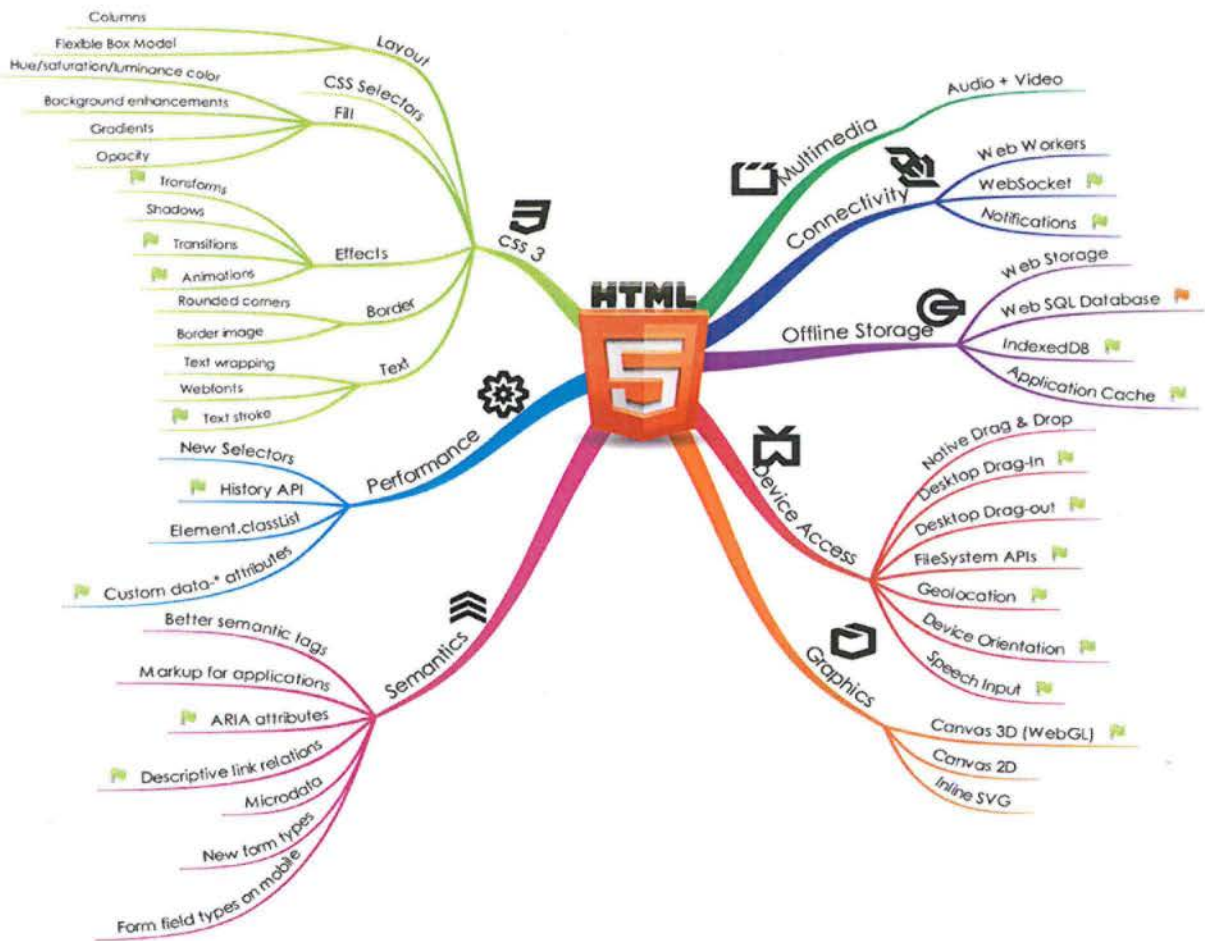 Columns
Flexible Box Model
Layout
Hue/saturation/luminance color
Background enhancements
Gradients
Opacity
CSS Selectors
Fill
Transforms
Shadows
Transitions
Animations
Effects
Rounded corners
Border image
Border
Text wrapping
Webfonts
Text stroke
Text
CSS 3
New Selectors
History API
Element.classList
Custom data-* attributes
Performance
Better semantic tags
Markup for applications
ARIA attributes
Descriptive link relations
Microdata
New form types
Form field types on mobile
Semantics
HTML
5
Multimedia
Audio + Video
Connectivity
Web Workers
WebSocket
Notifications
Offline Storage
Web Storage
Web SQL Database
IndexedDB
Application Cache
Device Access
Native Drag & Drop
Desktop Drag-In
Desktop Drag-out
FileSystem APIs
Geolocation
Device Orientation
Speech Input
Graphics
Canvas 3D (WebGL)
Canvas 2D
Inline SVG